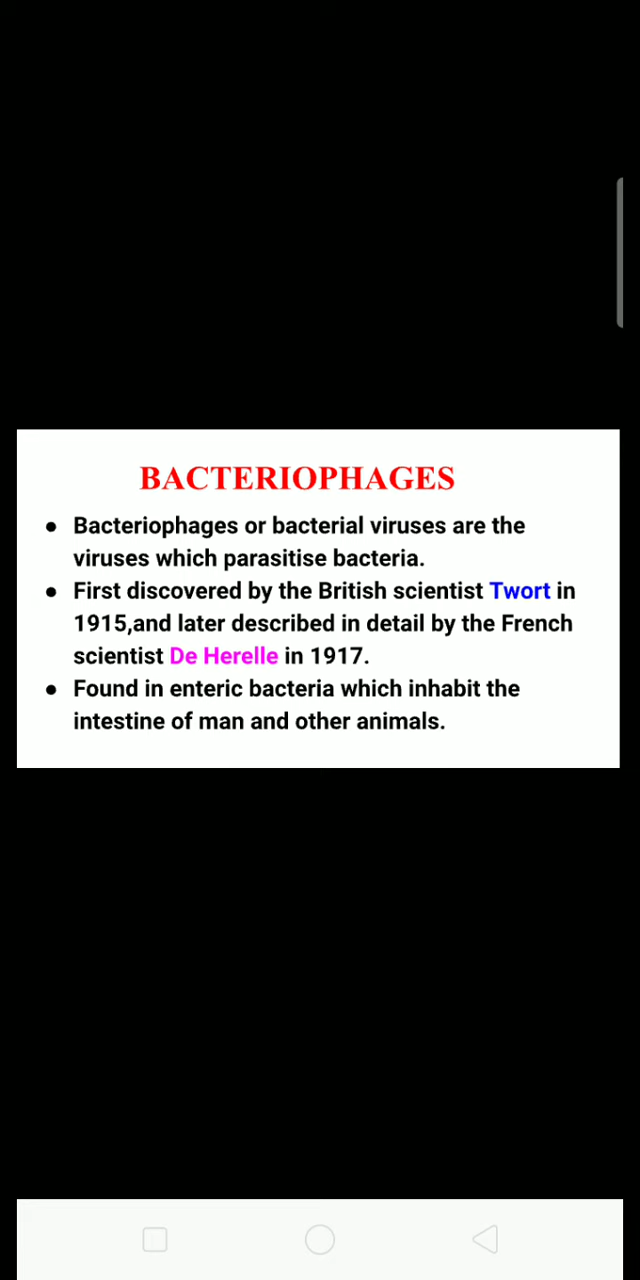 BACTERIOPHAGES
● Bacteriophages or bacterial viruses are the
viruses which parasitise bacteria.
● First discovered by the British scientist Twort in
1915,and later described in detail by the French
scientist De Herelle in 1917.
● Found in enteric bacteria which inhabit the
intestine of man and other animals.